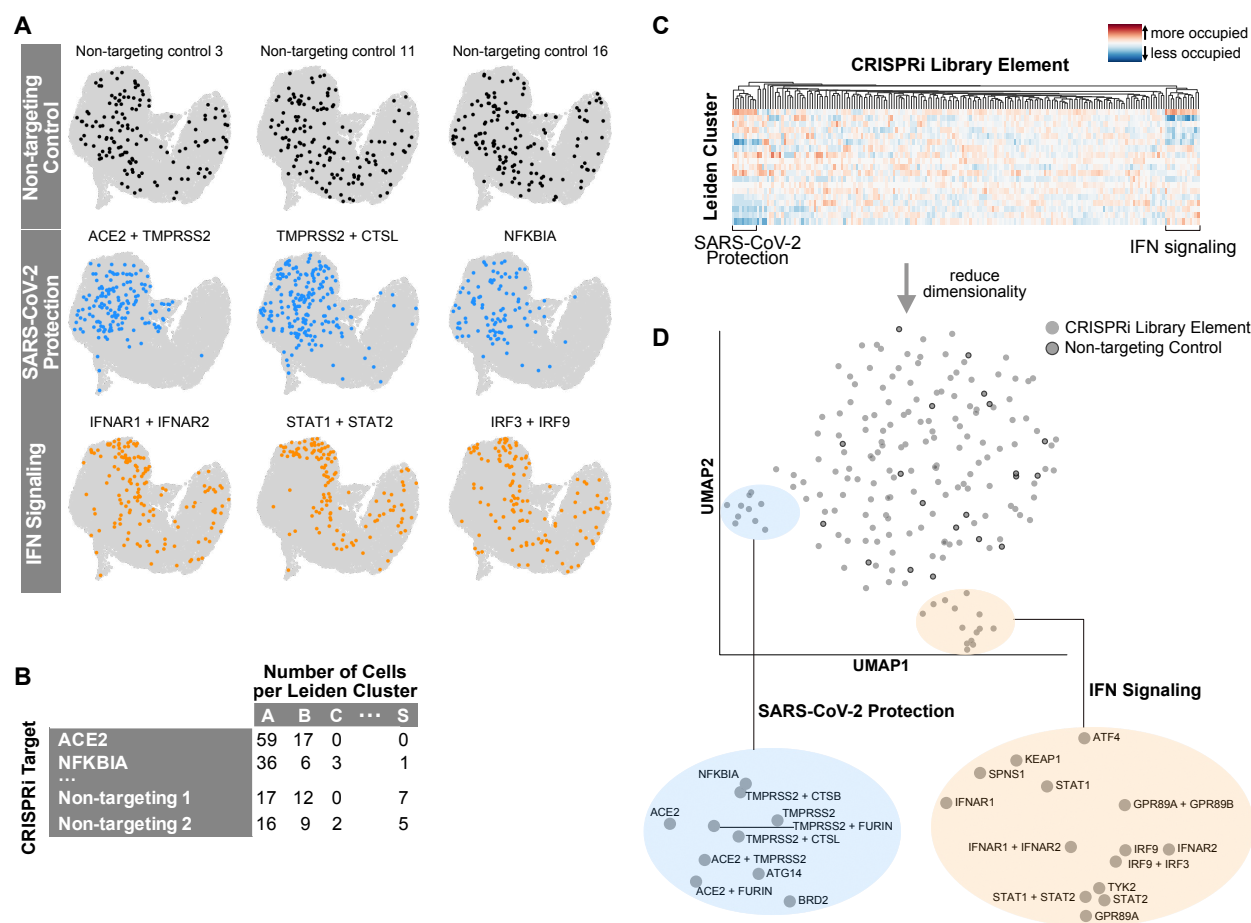 A
Non-targeting control 3
Non-targeting control 11
Non-targeting control 16
Non-targeting
Control
ACE2 + TMPRSS2
TMPRSS2 + CTSL
NFKBIA
SARS-CoV-2
Protection
IFNAR1 + IFNAR2
STAT1 + STAT2
IRF3 + IRF9
IFN Signaling
B
Number of Cells
per Leiden Cluster
CRISPRi Target
A B C ... S
ACE2 59 17 0 0
NFKBIA 36 6 3 1
...
Non-targeting 1 17 12 0 7
Non-targeting 2 16 9 2 5
C
more occupied
less occupied
CRISPRi Library Element
Leiden Cluster
SARS-CoV-2
Protection
IFN signaling
reduce
dimensionality
D
CRISPRi Library Element
Non-targeting Control
UMAP2
UMAP1
SARS-CoV-2 Protection
IFN Signaling
NFKBIA
TMPRSS2 + CTSB
ACE2
TMPRSS2
TMPRSS2 + FURIN
TMPRSS2 + CTSL
ACE2 + TMPRSS2
ATG14
ACE2 + FURIN
BRD2
ATF4
KEAP1
SPNS1
STAT1
IFNAR1
GPR89A + GPR89B
IFNAR1 + IFNAR2
IRF9
IFNAR2
IRF9 + IRF3
TYK2
STAT1 + STAT2
STAT2
GPR89A